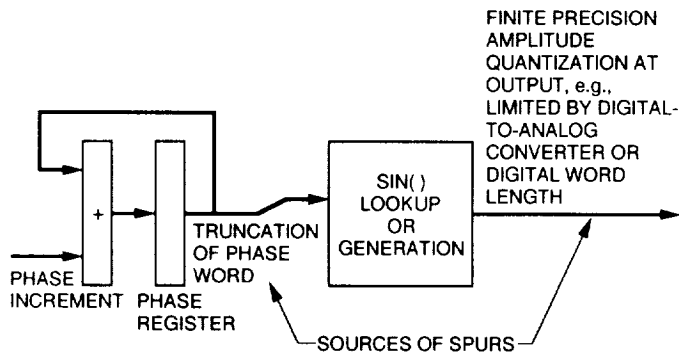 FINITE PRECISION
AMPLITUDE
QUANTIZATION AT
OUTPUT, e.g.,
LIMITED BY DIGITAL-
TO-ANALOG
CONVERTER OR
DIGITAL WORD
LENGTH
SIN( )
LOOKUP
OR
GENERATION
+
TRUNCATION
OF PHASE
WORD
PHASE
INCREMENT
PHASE
REGISTER
SOURCES OF SPURS